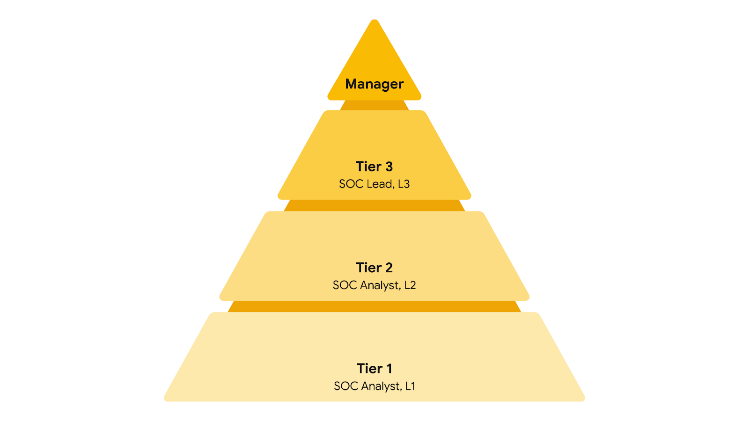 Manager
Tier 3
SOC Lead, L3
Tier 2
SOC Analyst, L2
Tier 1
SOC Analyst, L1